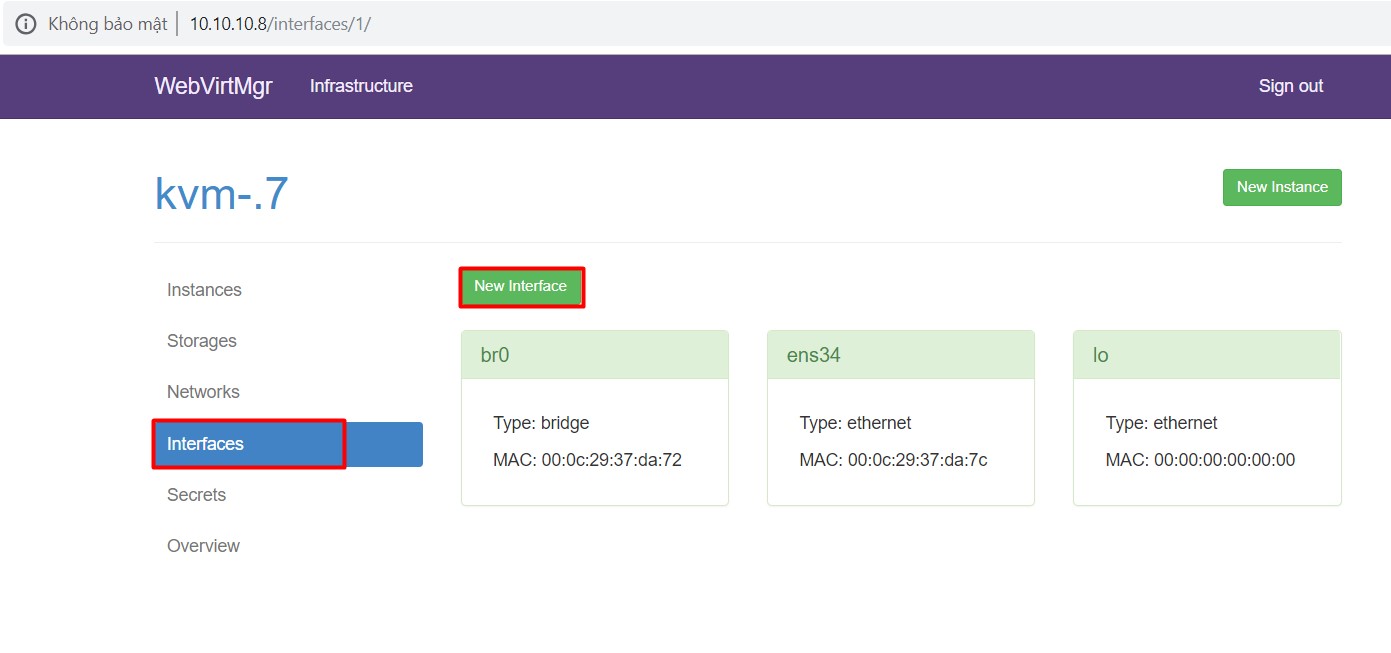 Không bảo mật 10.10.10.8/interfaces/1/
WebVirtMgr Infrastructure Sign out
kvm-.7 New Instance
Instances
Storages
Networks
Interfaces
Secrets
Overview
New Interface
br0
Type: bridge
MAC: 00:0c:29:37:da:72
ens34
Type: ethernet
MAC: 00:0c:29:37:da:7c
lo
Type: ethernet
MAC: 00:00:00:00:00:00